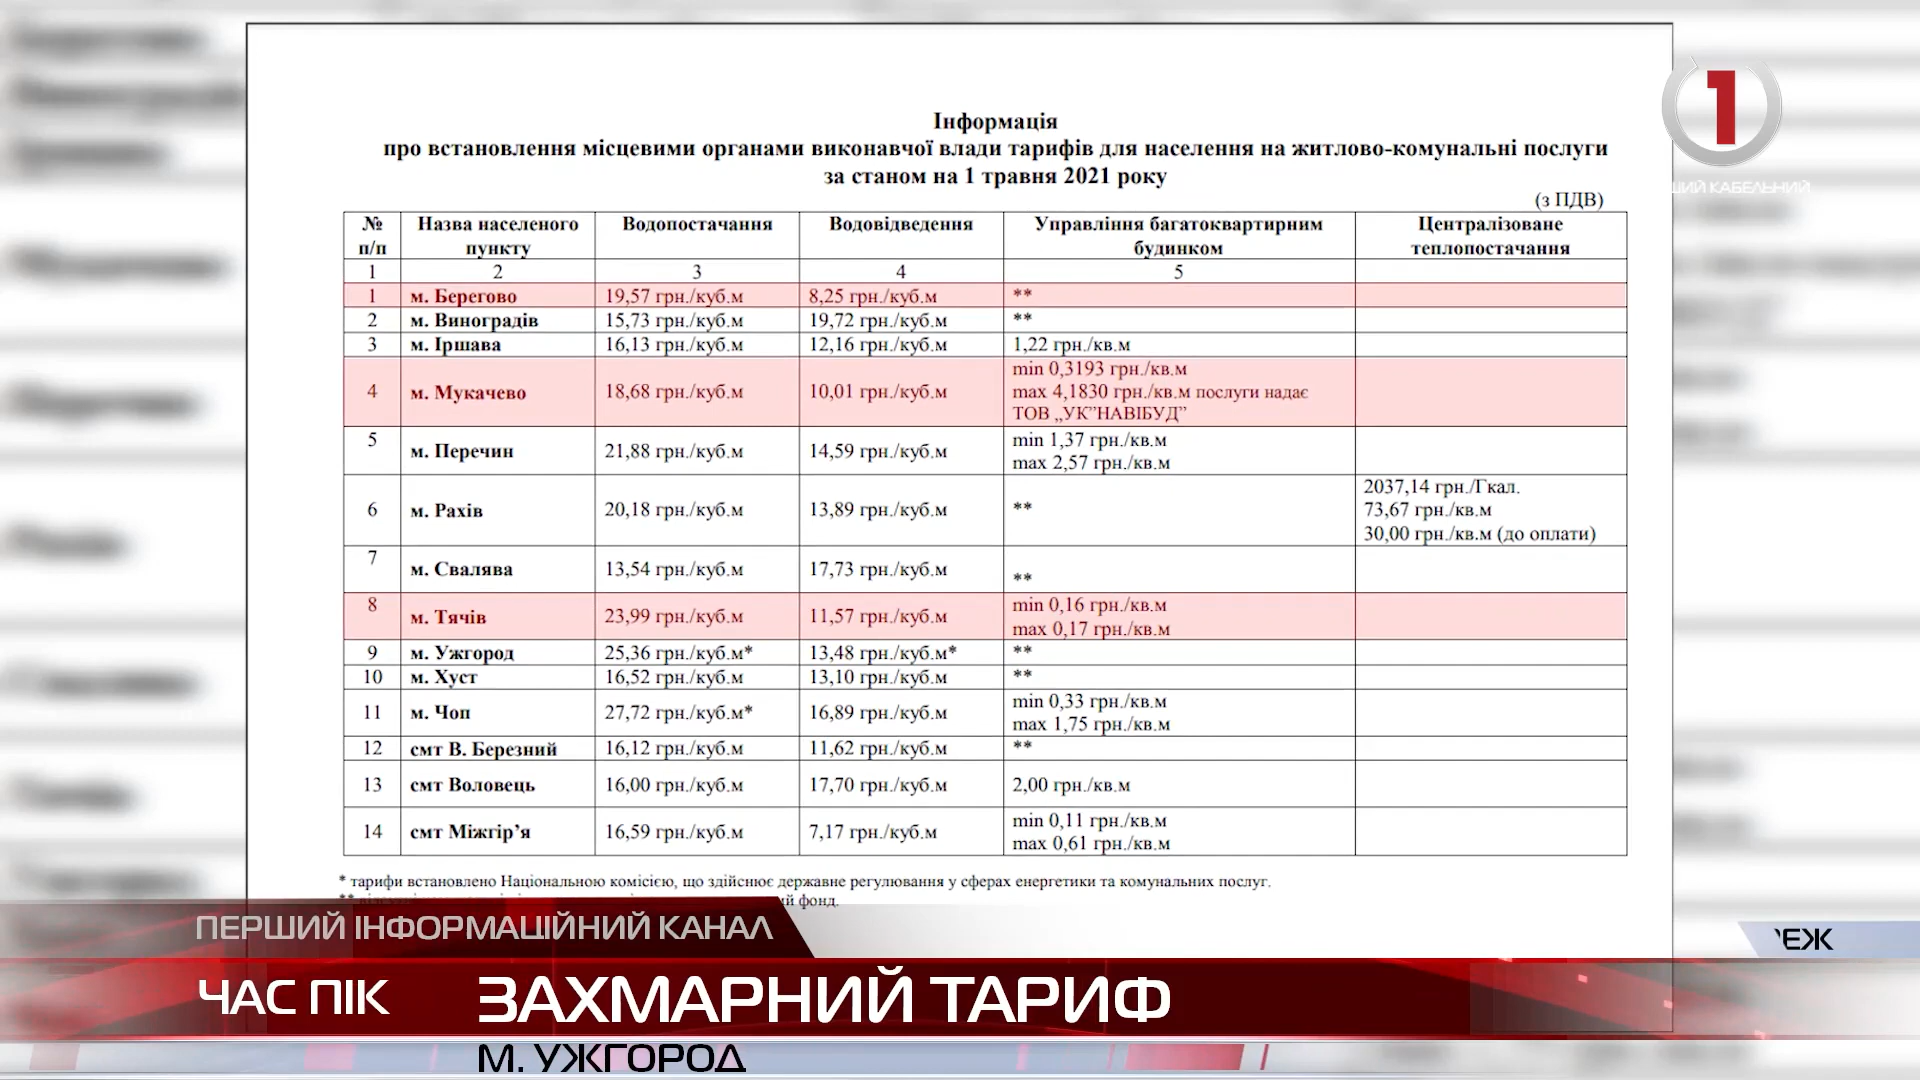 Інформація
про встановлення місцевими органами виконавчої влади тарифів для населення на житлово-комунальні послуги
за станом на 1 травня 2021 року
(з ПДВ)
№ п/п Назва населеного пункту Водопостачання Водовідведення Управління багатоквартирним будинком Централізоване теплопостачання
1 2 3 4 5
1 м. Берегово 19,57 грн./куб.м 8,25 грн./куб.м **
2 м. Виноградів 15,73 грн./куб.м 19,72 грн./куб.м **
3 м. Іршава 16,13 грн./куб.м 12,16 грн./куб.м 1,22 грн./кв.м
4 м. Мукачево 18,68 грн./куб.м 10,01 грн./куб.м min 0,3193 грн./кв.м
max 4,1830 грн./кв.м послуги надає
ТОВ „УК”НАВІБУД”
5 м. Перечин 21,88 грн./куб.м 14,59 грн./куб.м min 1,37 грн./кв.м
max 2,57 грн./кв.м
6 м. Рахів 20,18 грн./куб.м 13,89 грн./куб.м ** 2037,14 грн./Гкал.
73,67 грн./кв.м
30,00 грн./кв.м (до оплати)
7 м. Свалява 13,54 грн./куб.м 17,73 грн./куб.м **
8 м. Тячів 23,99 грн./куб.м 11,57 грн./куб.м min 0,16 грн./кв.м
max 0,17 грн./кв.м
9 м. Ужгород 25,36 грн./куб.м* 13,48 грн./куб.м* **
10 м. Хуст 16,52 грн./куб.м 13,10 грн./куб.м **
11 м. Чоп 27,72 грн./куб.м* 16,89 грн./куб.м min 0,33 грн./кв.м
max 1,75 грн./кв.м
12 смт В. Березний 16,12 грн./куб.м 11,62 грн./куб.м **
13 смт Воловець 16,00 грн./куб.м 17,70 грн./куб.м 2,00 грн./кв.м
14 смт Міжгір’я 16,59 грн./куб.м 7,17 грн./куб.м min 0,11 грн./кв.м
max 0,61 грн./кв.м
* тарифи встановлено Національною комісією, що здійснює державне регулювання у сферах енергетики та комунальних послуг.
фонд.
1
КАБЕЛЬНИЙ
ПЕРШИЙ ІНФОРМАЦІЙНИЙ КАНАЛ
ЧАС ПІК ЗАХМАРНИЙ ТАРИФ
М. УЖГОРОД